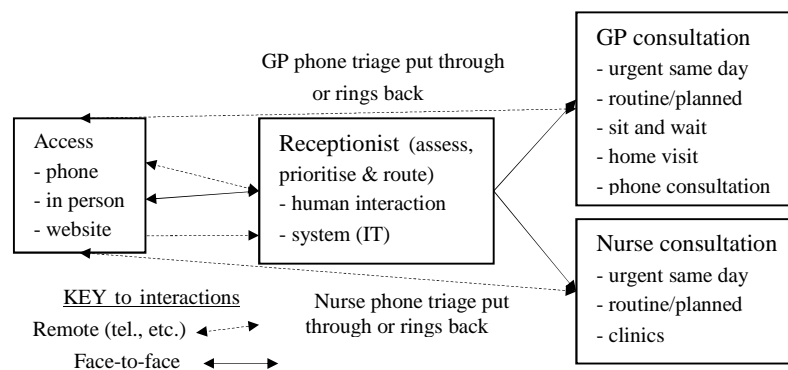 GP phone triage put through
or rings back
Access
- phone
- in person
- website
Receptionist (assess,
prioritise & route)
- human interaction
- system (IT)
GP consultation
- urgent same day
- routine/planned
- sit and wait
- home visit
- phone consultation
Nurse consultation
- urgent same day
- routine/planned
- clinics
Nurse phone triage put
through or rings back
KEY to interactions
Remote (tel., etc.)
Face-to-face